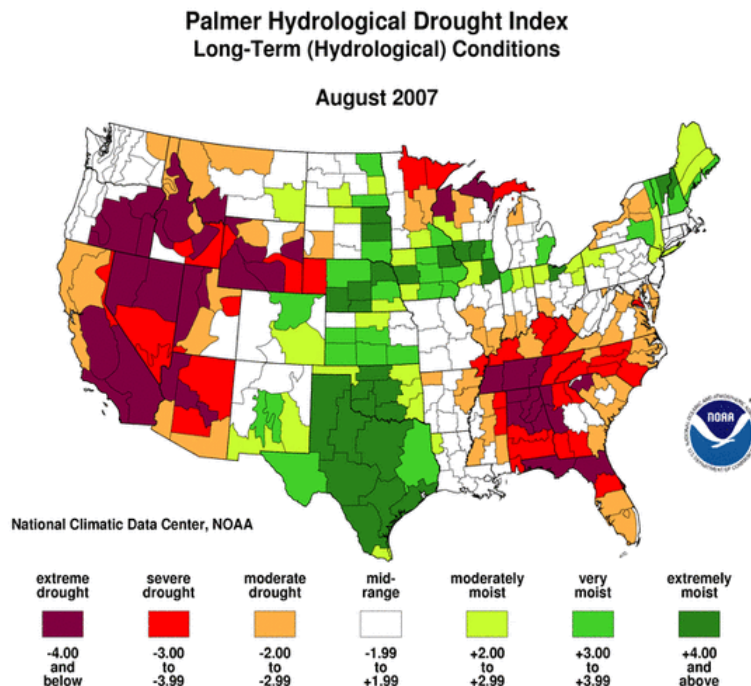 Palmer Hydrological Drought Index
Long-Term (Hydrological) Conditions
August 2007
NOAA
National Climatic Data Center, NOAA
extreme drought
severe drought
moderate drought
mid-range
moderately moist
very moist
extremely moist
-4.00 and below
-3.00 to -3.99
-2.00 to -2.99
-1.99 to +1.99
+2.00 to +2.99
+3.00 to +3.99
+4.00 and above